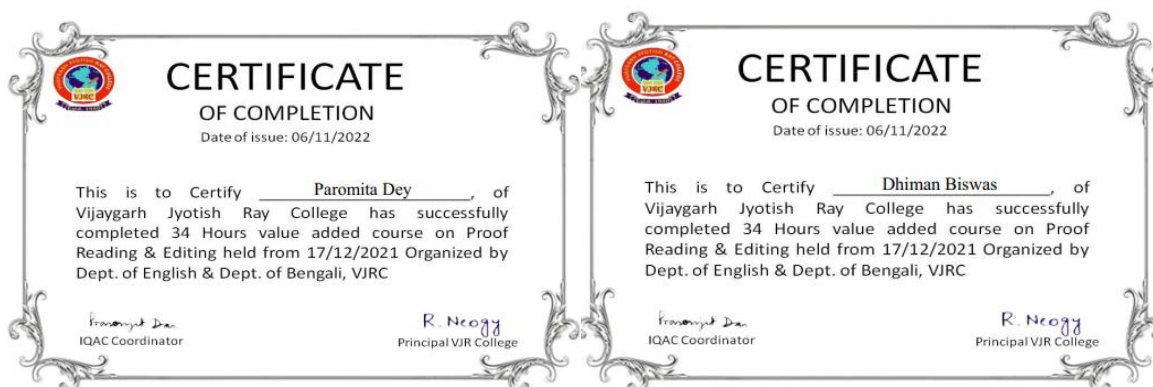 VJRC
CERTIFICATE
OF COMPLETION
Date of issue: 06/11/2022
This is to Certify Paromita Dey, of
Vijaygarh Jyotish Ray College has successfully
completed 34 Hours value added course on Proof
Reading & Editing held from 17/12/2021 Organized by
Dept. of English & Dept. of Bengali, VJRC
IQAC Coordinator
R. Neogy
Principal VJR College
VJRC
CERTIFICATE
OF COMPLETION
Date of issue: 06/11/2022
This is to Certify Dhiman Biswas, of
Vijaygarh Jyotish Ray College has successfully
completed 34 Hours value added course on Proof
Reading & Editing held from 17/12/2021 Organized by
Dept. of English & Dept. of Bengali, VJRC
IQAC Coordinator
R. Neogy
Principal VJR College